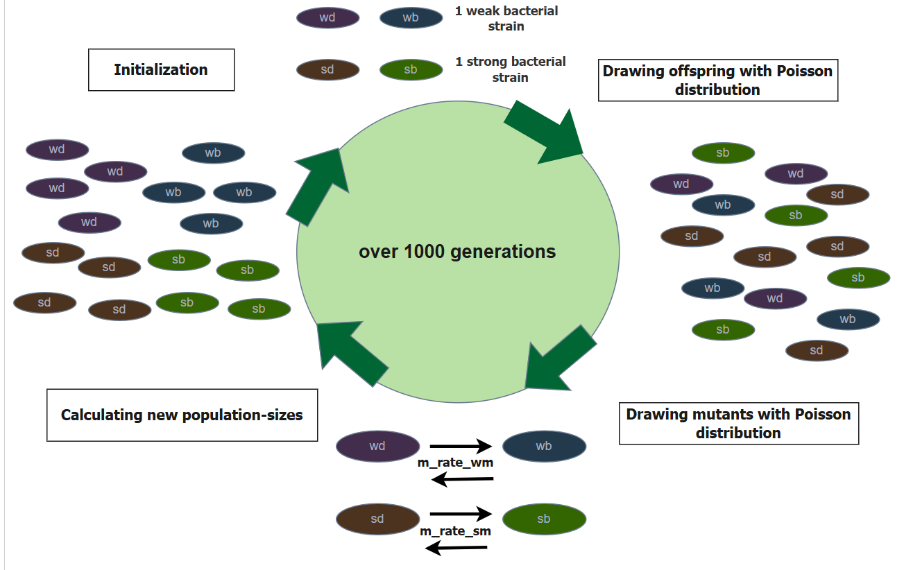 wd wb 1 weak bacterial
strain
sd sb 1 strong bacterial
strain
Initialization
Drawing offspring with Poisson
distribution
wd
wd
wd
wd
wb
wb wb
wb
sd
sd
sb
sb
sd
sd
sb
sb
over 1000 generations
sb
wd
wd
sd
wb
sb
sd
sd
sd
sb
wb
wd
wb
sb
sd
Calculating new population-sizes
Drawing mutants with Poisson
distribution
wd wb
m_rate_wm
sd sb
m_rate_sm